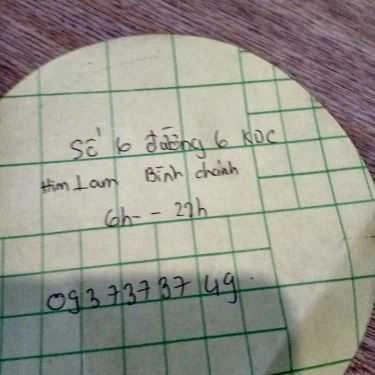 Số 6 đường 6 KDC
Him Lam Bình chánh
6h - 22h
0937373749